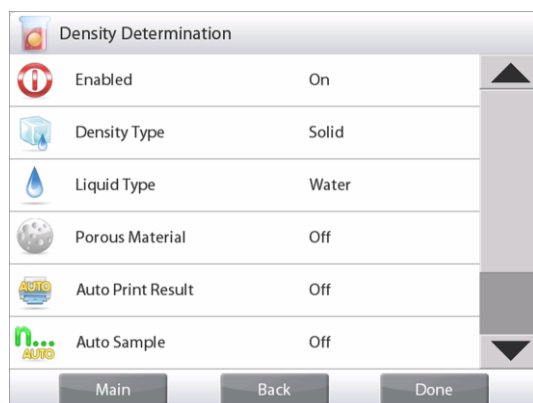 Density Determination
Enabled On
Density Type Solid
Liquid Type Water
Porous Material Off
AUTO Auto Print Result Off
n... AUTO Auto Sample Off
Main Back Done